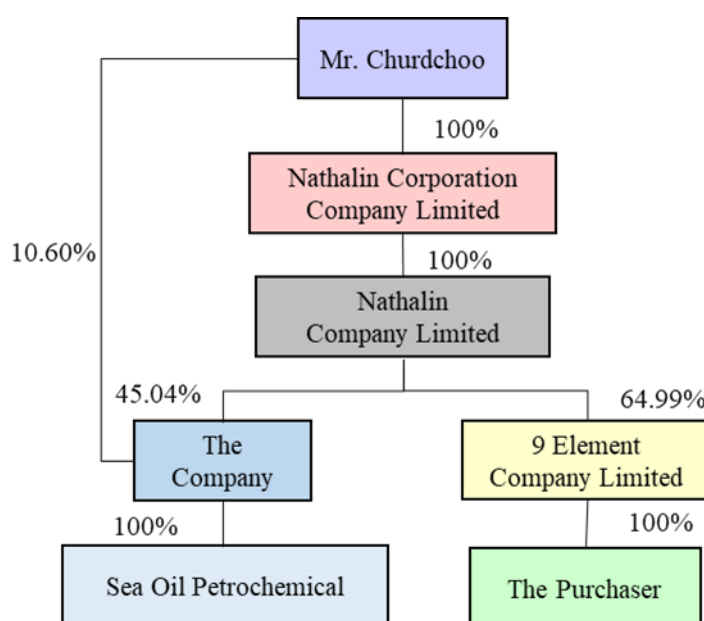 Mr. Churdchoo
100%
Nathalin Corporation
Company Limited
10.60%
100%
Nathalin
Company Limited
45.04%
64.99%
The
Company
9 Element
Company Limited
100%
100%
Sea Oil Petrochemical
The Purchaser